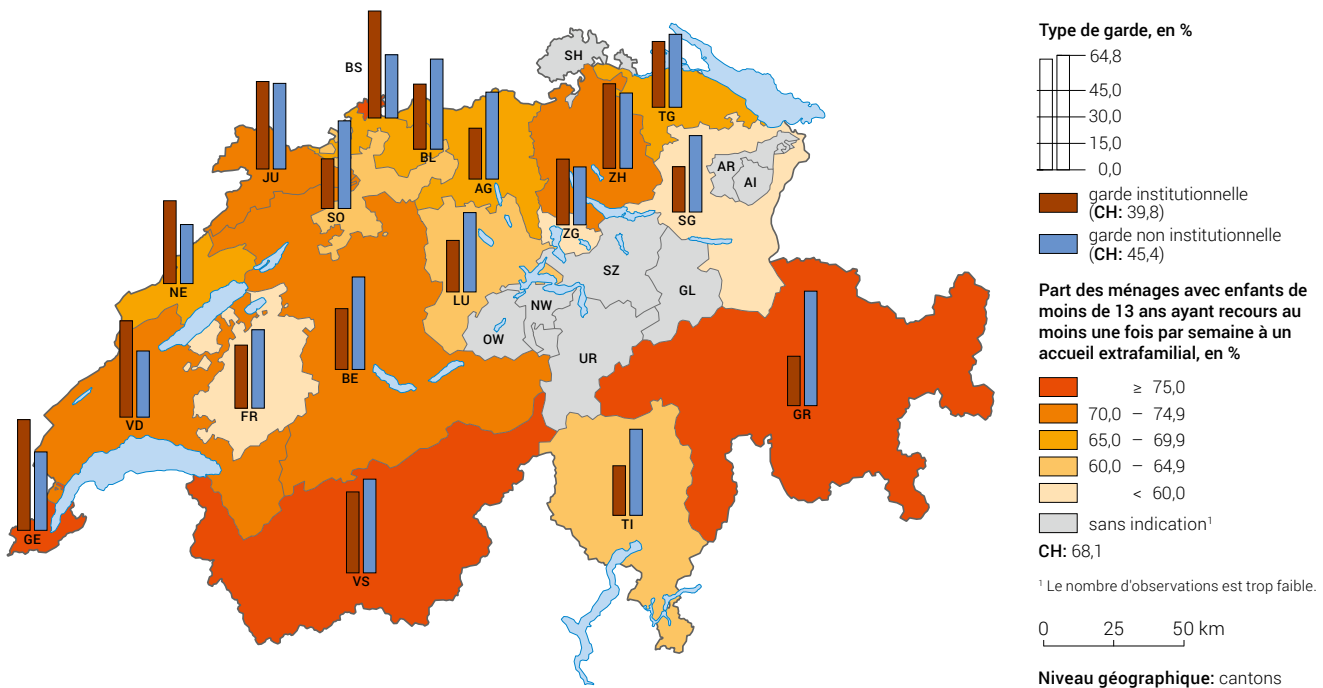 SH
BS
TG
BL
JU
AG
ZH
AR
AI
SO
SG
ZG
SZ
NE
LU
GL
NW
OW
UR
BE
VD
FR
GR
TI
GE
VS
Type de garde, en %
64,8
45,0
30,0
15,0
0,0
garde institutionnelle
(CH: 39,8)
garde non institutionnelle
(CH: 45,4)
Part des ménages avec enfants de
moins de 13 ans ayant recours au
moins une fois par semaine à un
accueil extrafamilial, en %
≥ 75,0
70,0 – 74,9
65,0 – 69,9
60,0 – 64,9
< 60,0
sans indication¹
CH: 68,1
¹ Le nombre d'observations est trop faible.
0 25 50 km
Niveau géographique: cantons